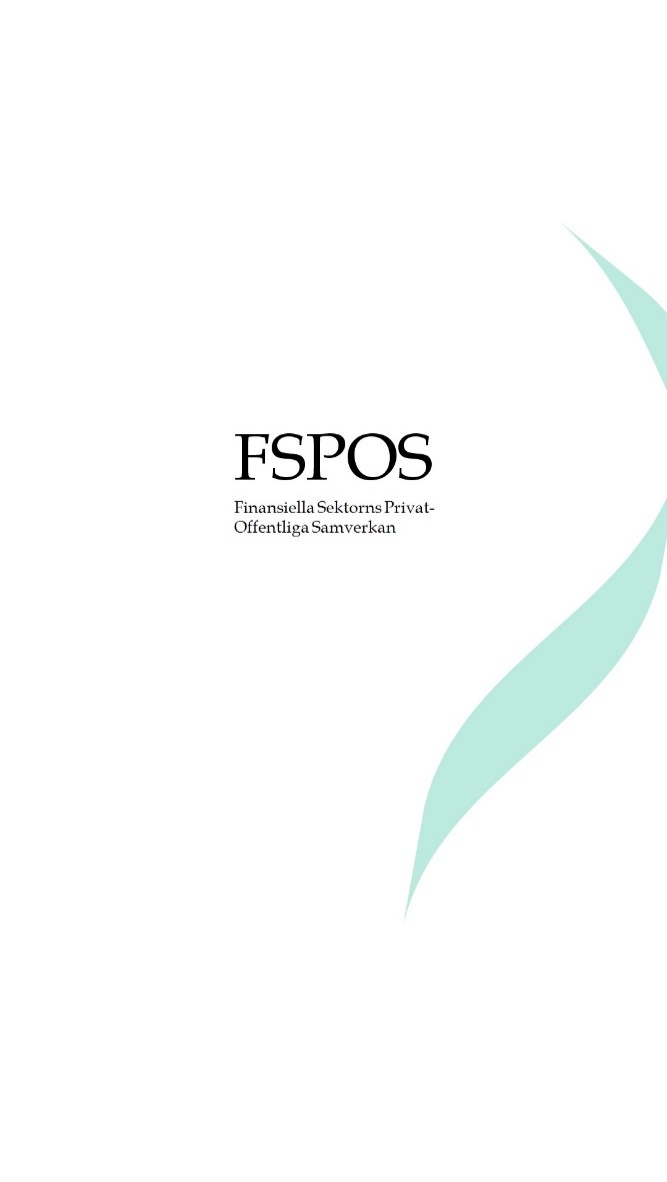 FSPOS
Finansiella Sektorns Privat-
Offentliga Samverkan